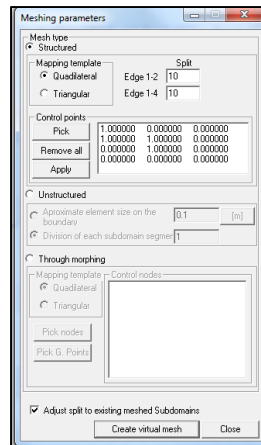 Meshing parameters
Mesh type
Structured
Mapping template
Split
Quadrilateral
Edge 1-2 10
Triangular
Edge 1-4 10
Control points
Pick
Remove all
Apply
1.000000 0.000000 0.000000
1.000000 1.000000 0.000000
0.000000 1.000000 0.000000
0.000000 0.000000 0.000000
Unstructured
Aproximate element size on the boundary
0.1 [m]
Division of each subdomain segmer 1
Through morphing
Mapping template
Control nodes
Quadrilateral
Triangular
Pick nodes
Pick G. Points
Adjust split to existing meshed Subdomains
Create virtual mesh Close